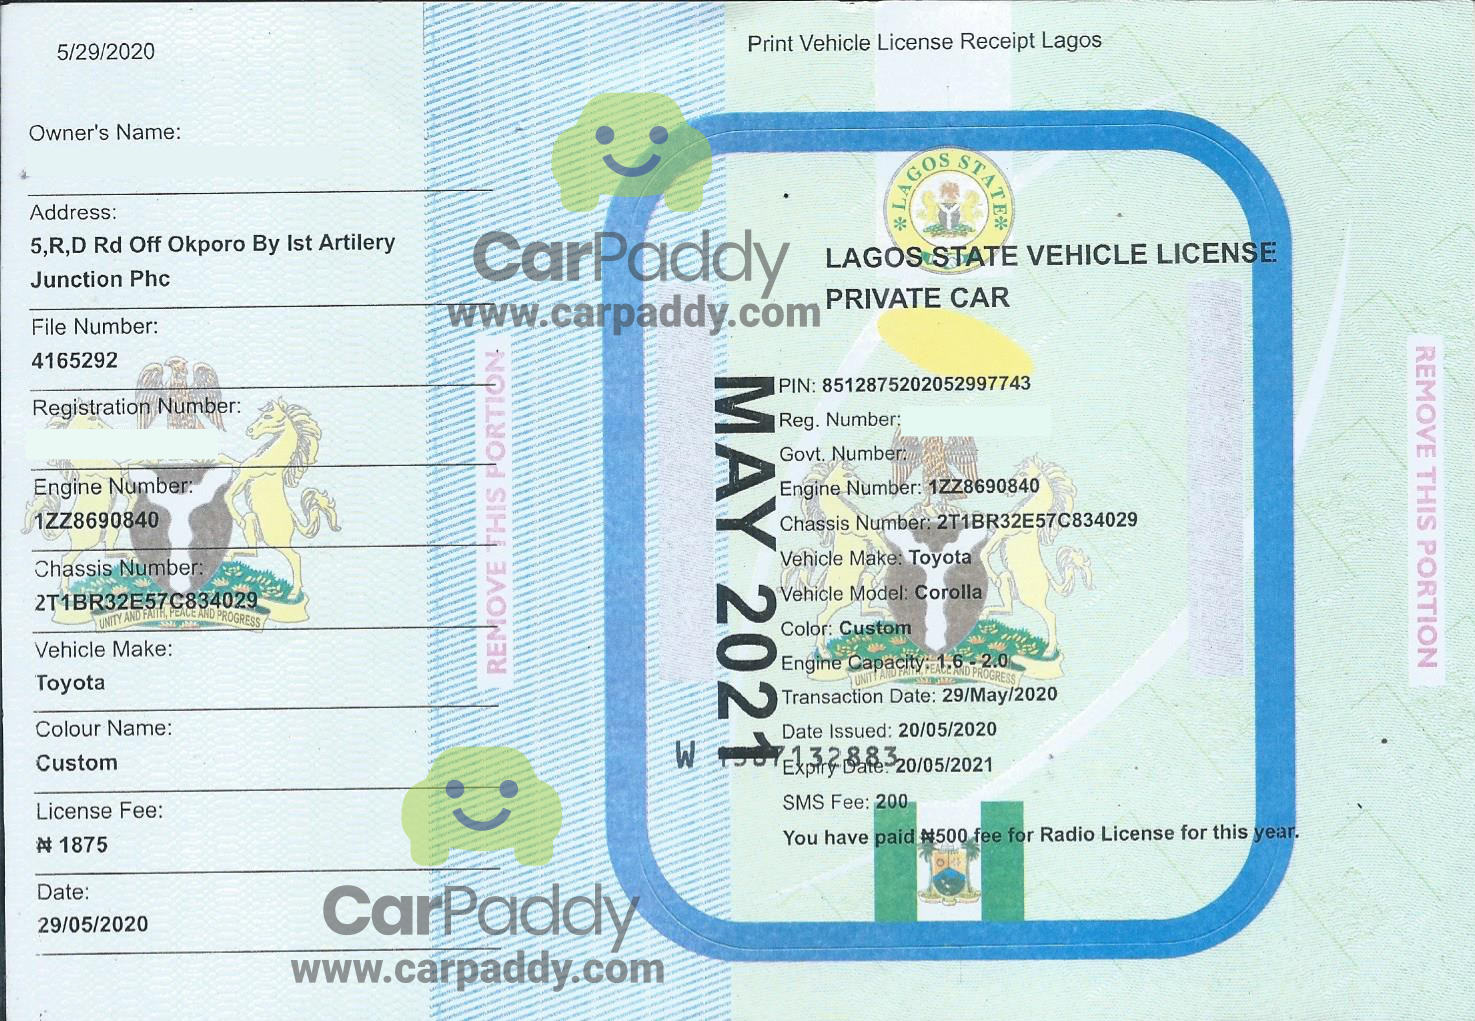 5/29/2020
Owner's Name:
Address:
5,R,D Rd Off Okporo By Ist Artilery
Junction Phc
File Number:
4165292
Registration Number:
Engine Number:
1ZZ8690840
Chassis Number:
2T1BR32E57C834029
UNITY AND FAITH, PEACE AND PROGRESS
Vehicle Make:
Toyota
Colour Name:
Custom
License Fee:
₦ 1875
Date:
29/05/2020
REMOVE THIS PORTION
CarPaddy
www.carpaddy.com
CarPaddy
www.carpaddy.com
Print Vehicle License Receipt Lagos
LAGOS STATE
LAGOS STATE VEHICLE LICENSE
PRIVATE CAR
MAY 2021
PIN: 8512875202052997743
Reg. Number:
Govt. Number:
Engine Number: 1ZZ8690840
Chassis Number: 2T1BR32E57C834029
Vehicle Make: Toyota
Vehicle Model: Corolla
Color: Custom
Engine Capacity: 1.6 - 2.0
UNITY AND FAITH, PEACE AND PROGRESS
Transaction Date: 29/May/2020
Date Issued: 20/05/2020
W
Expiry Date: 20/05/2021
SMS Fee: 200
You have paid ₦500 fee for Radio License for this year.
REMOVE THIS PORTION